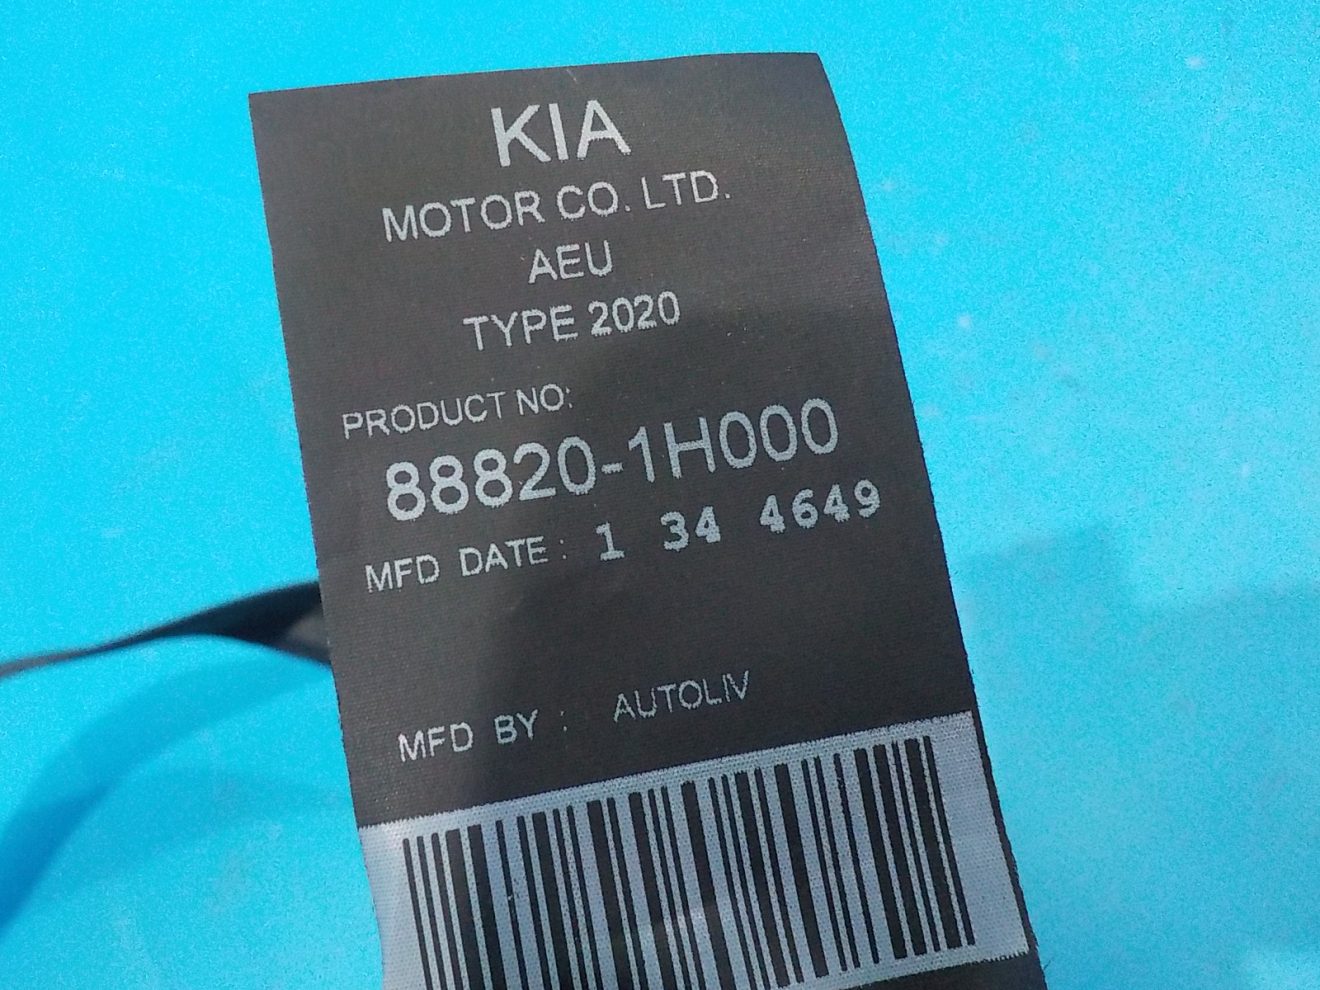 KIA
MOTOR CO. LTD.
AEU
TYPE 2020
PRODUCT NO:
88820-1H000
MFD DATE : 1 34 4649
MFD BY : AUTOLIV